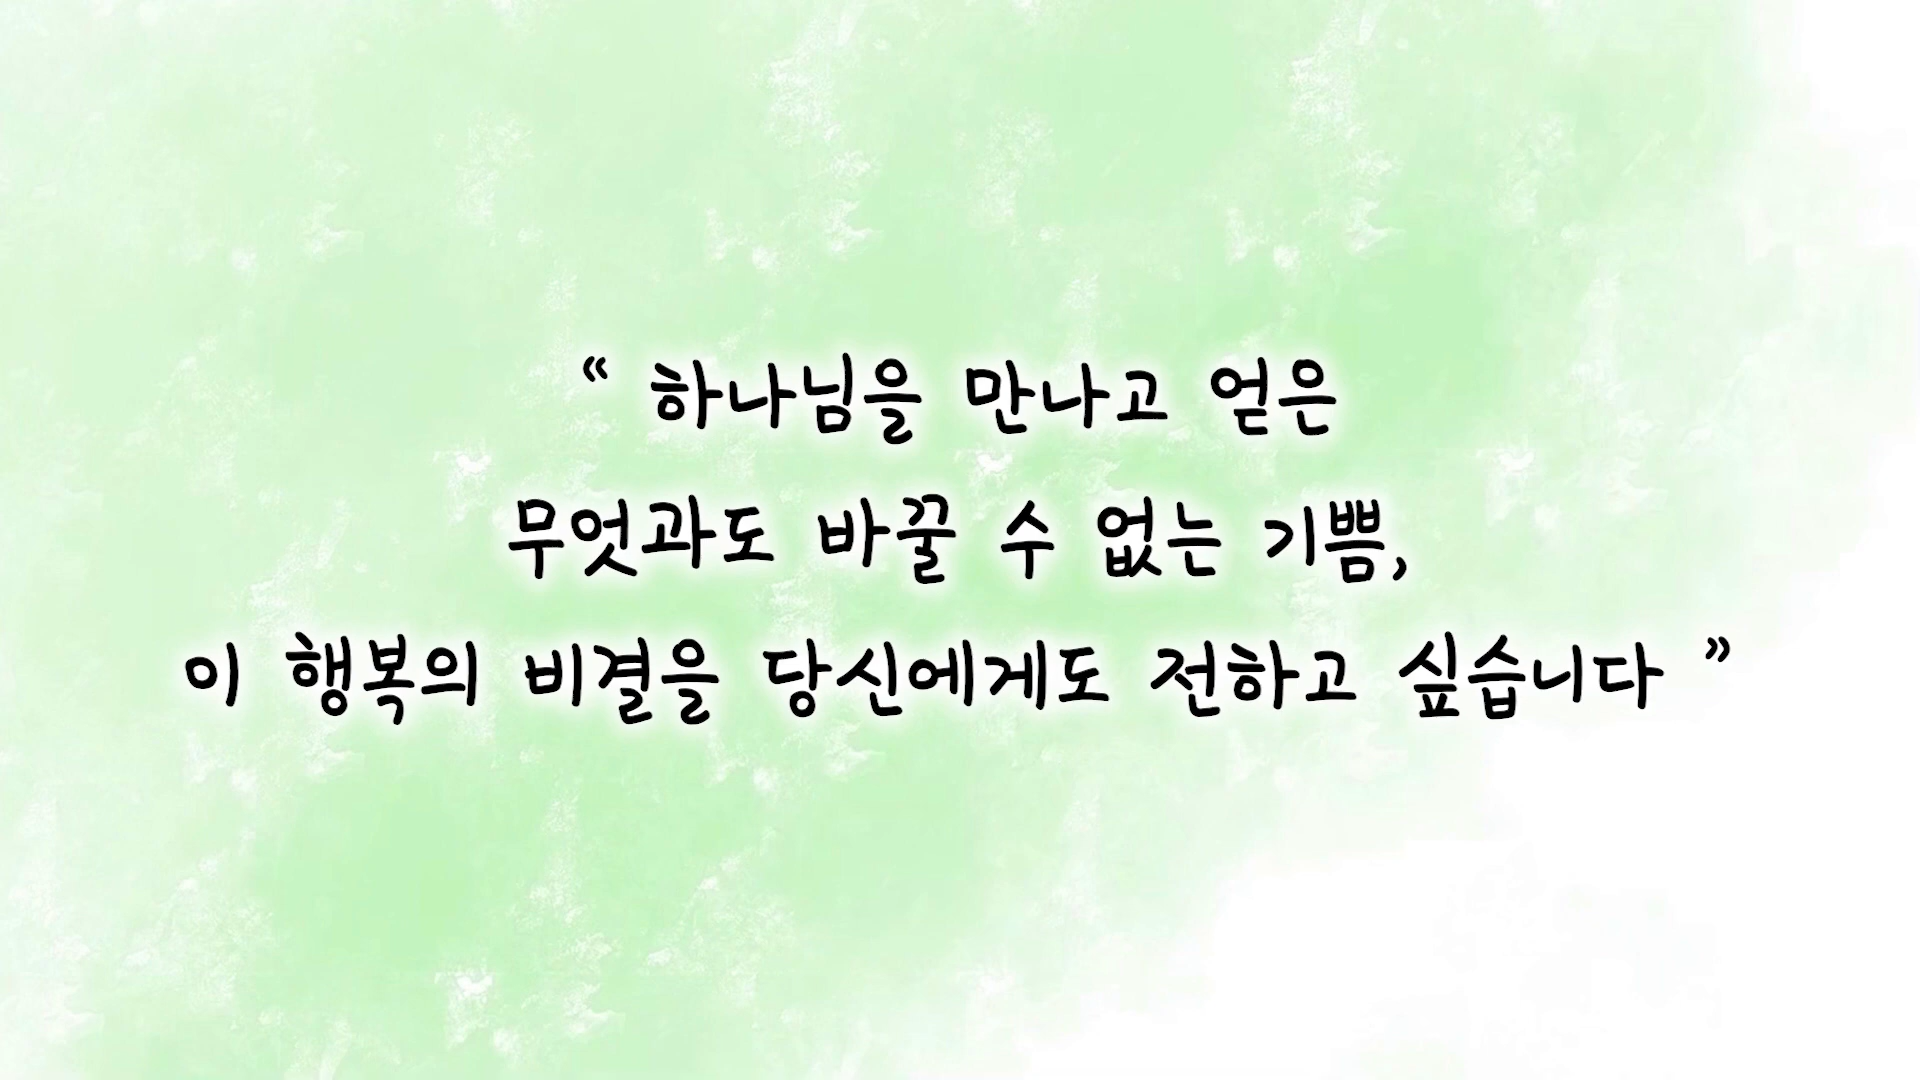 “ 하나님을 만나고 얻은
무엇과도 바꿀 수 없는 기쁨,
이 행복의 비결을 당신에게도 전하고 싶습니다 ”